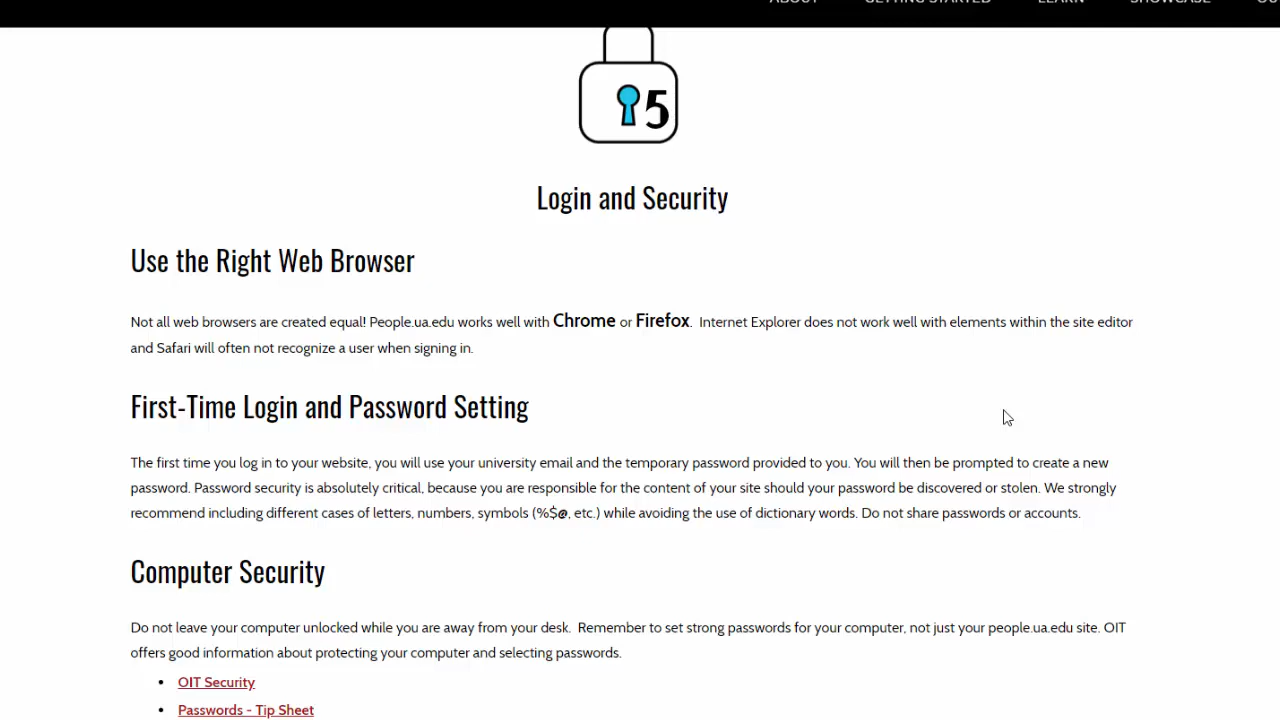 ABOUT GETTING STARTED LEARN SHOWCASE
5
Login and Security
Use the Right Web Browser
Not all web browsers are created equal! People.ua.edu works well with Chrome or Firefox. Internet Explorer does not work well with elements within the site editor
and Safari will often not recognize a user when signing in.
First-Time Login and Password Setting
The first time you log in to your website, you will use your university email and the temporary password provided to you. You will then be prompted to create a new
password. Password security is absolutely critical, because you are responsible for the content of your site should your password be discovered or stolen. We strongly
recommend including different cases of letters, numbers, symbols (%$@, etc.) while avoiding the use of dictionary words. Do not share passwords or accounts.
Computer Security
Do not leave your computer unlocked while you are away from your desk. Remember to set strong passwords for your computer, not just your people.ua.edu site. OIT
offers good information about protecting your computer and selecting passwords.
• OIT Security
• Passwords - Tip Sheet